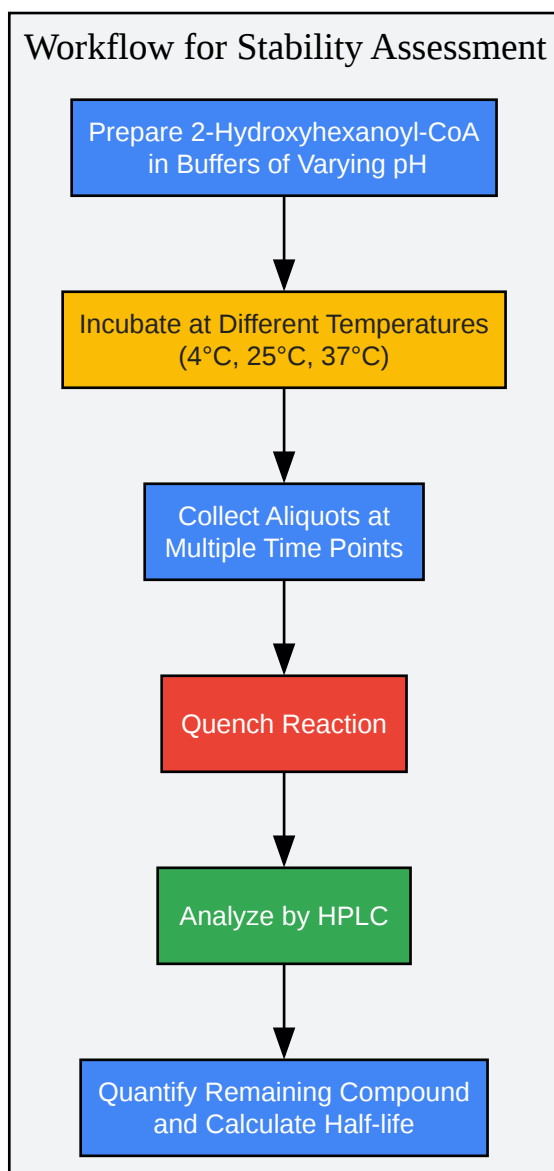 Workflow for Stability Assessment
Prepare 2-Hydroxyhexanoyl-CoA
in Buffers of Varying pH
Incubate at Different Temperatures
(4°C, 25°C, 37°C)
Collect Aliquots at
Multiple Time Points
Quench Reaction
Analyze by HPLC
Quantify Remaining Compound
and Calculate Half-life